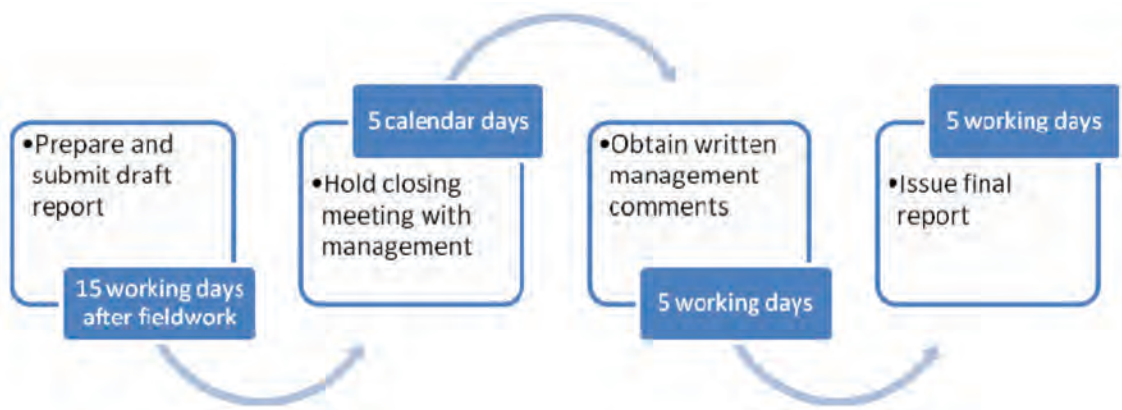 •Prepare and
submit draft
report
15 working days
after fieldwork
5 calendar days
•Hold closing
meeting with
management
•Obtain written
management
comments
5 working days
5 working days
•Issue final
report